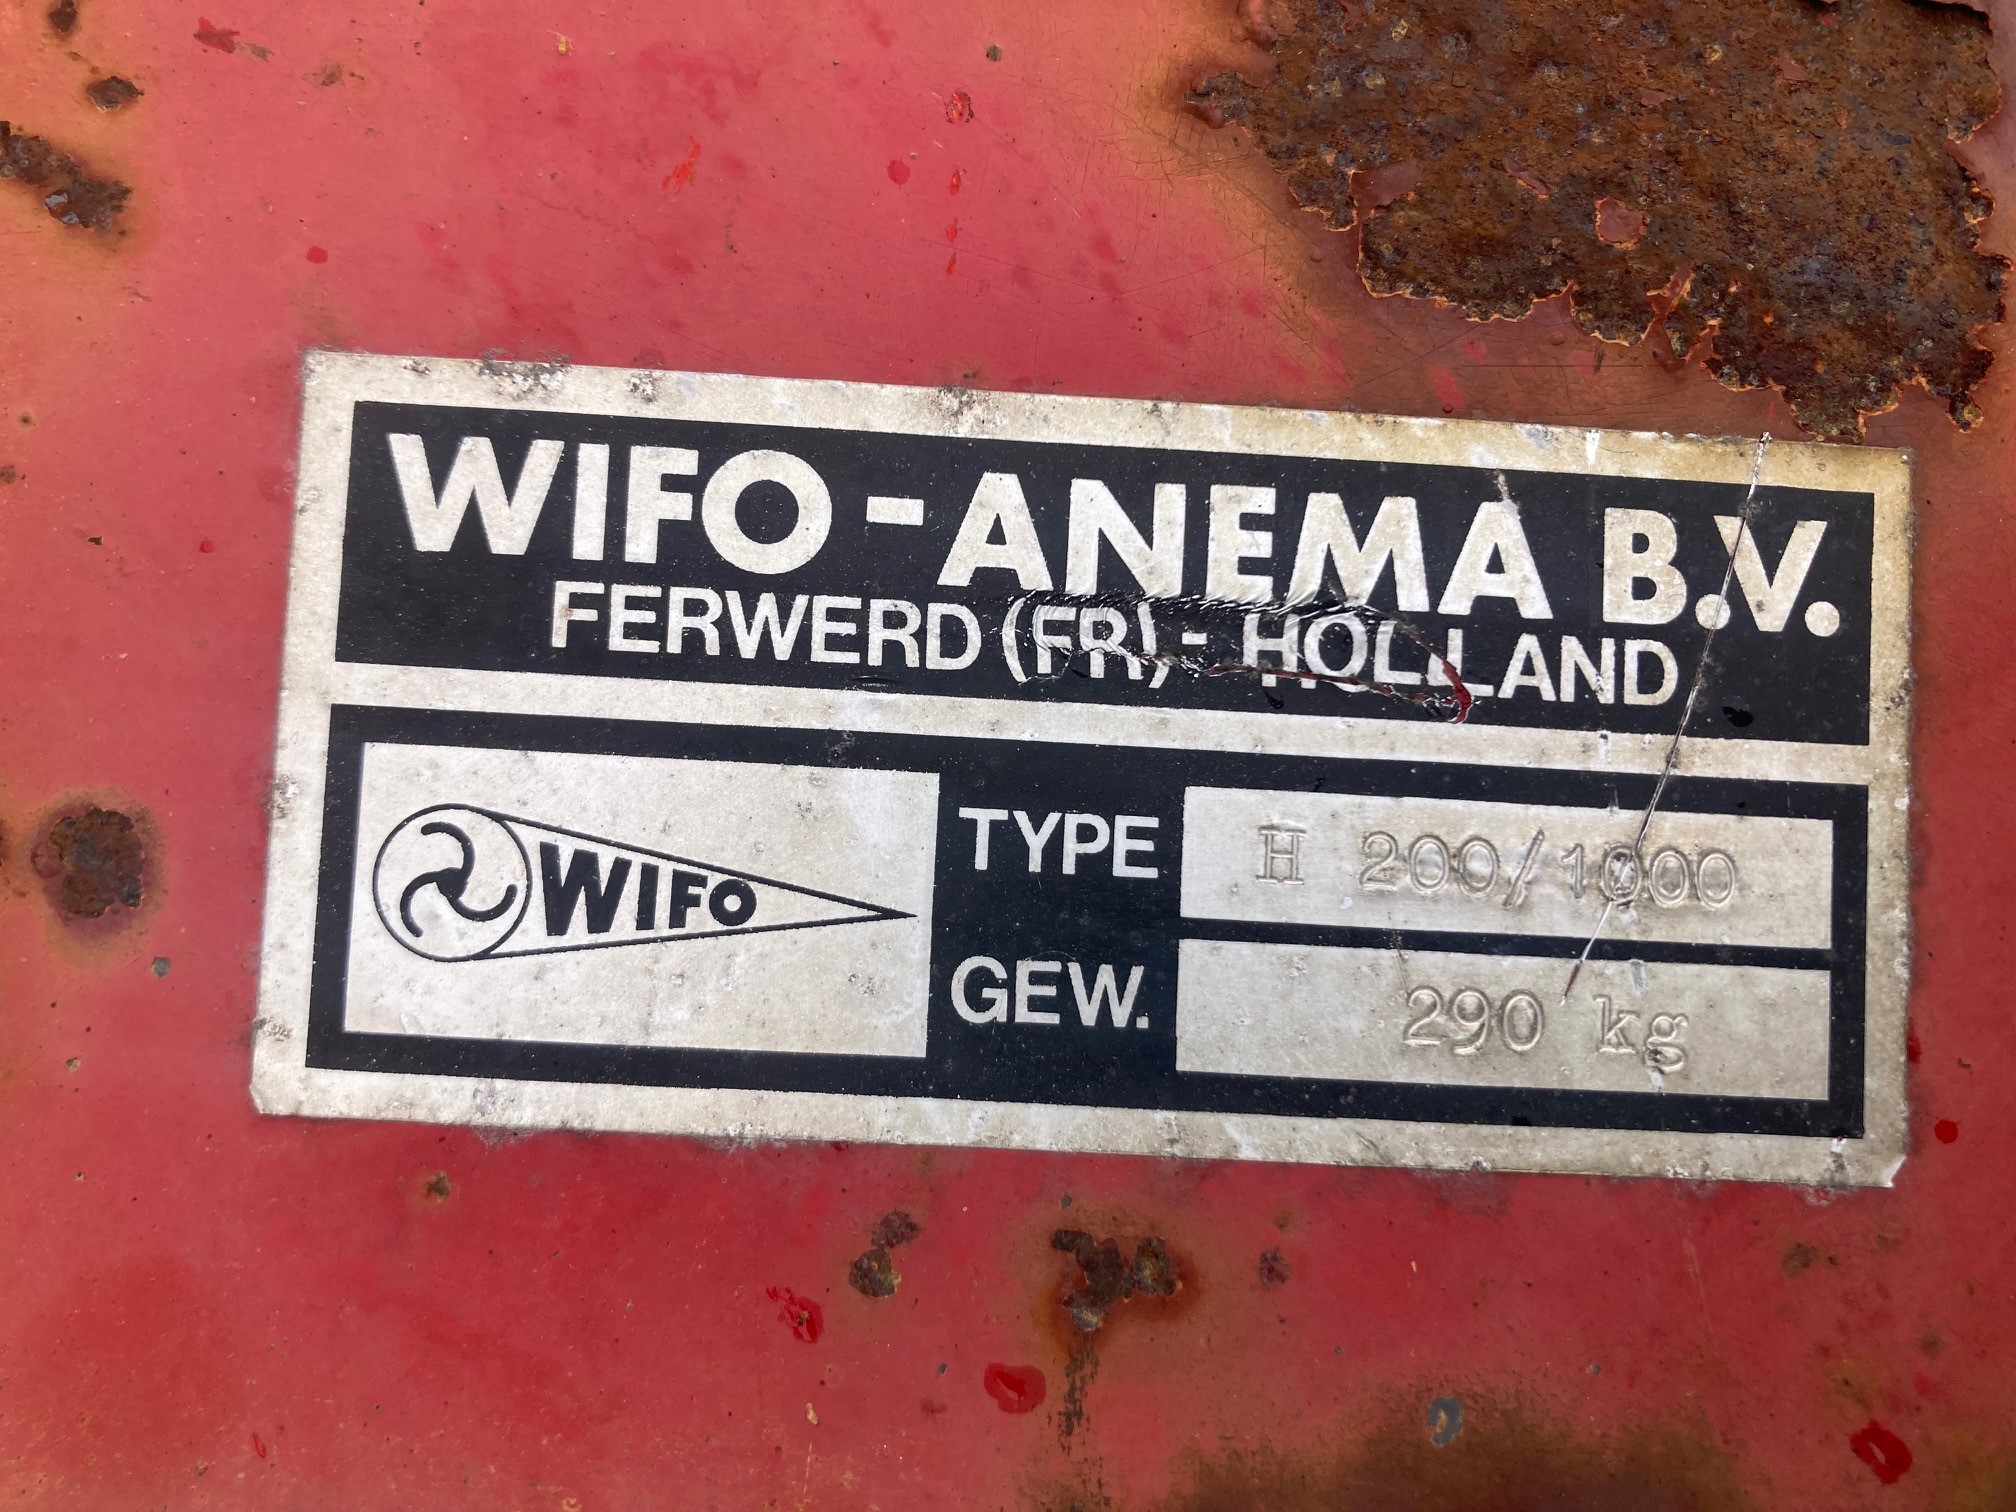 WIFO - ANEMA B.V.
FERWERD (FR) - HOLLAND
WIFO
TYPE H 200/1000
GEW. 290 kg